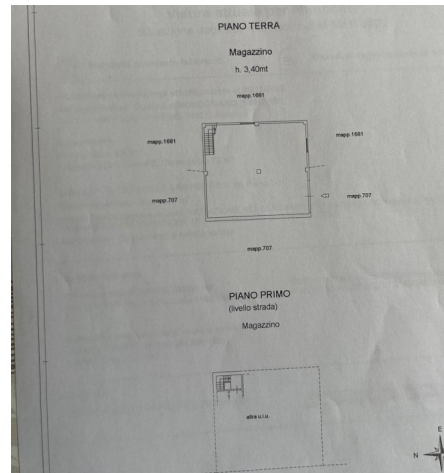 PIANO TERRA
Magazzino
h. 3,40mt
mapp.1661
mapp.1661
mapp.1661
mapp.707
mapp.707
mapp.707
PIANO PRIMO
(livello strada)
Magazzino
altra u.i.u.
E
N